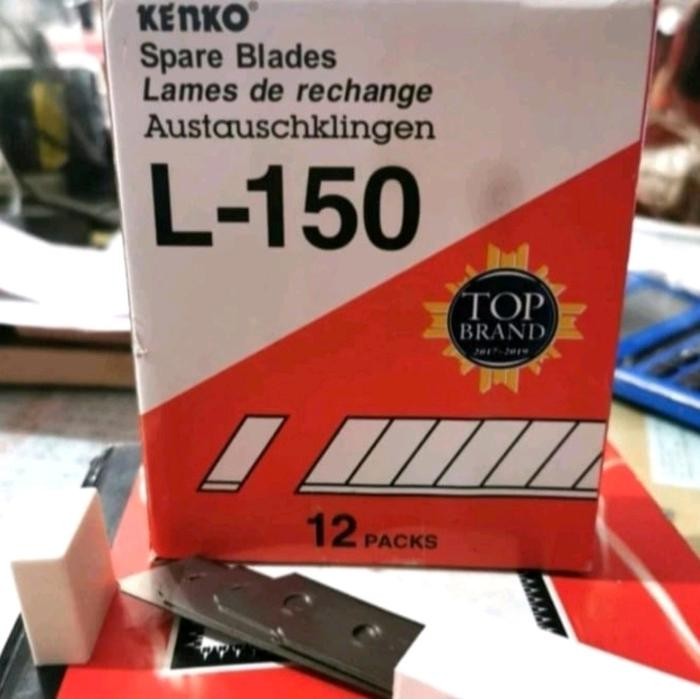 KENKO®
Spare Blades
Lames de rechange
Austauschklingen
L-150
TOP
BRAND
2017-2019
12 PACKS